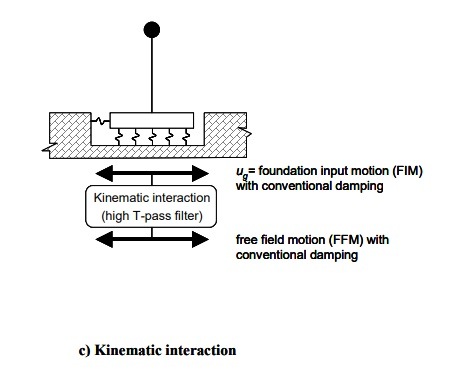 u_g= foundation input motion (FIM)
with conventional damping
Kinematic interaction
(high T-pass filter)
free field motion (FFM) with
conventional damping
c) Kinematic interaction